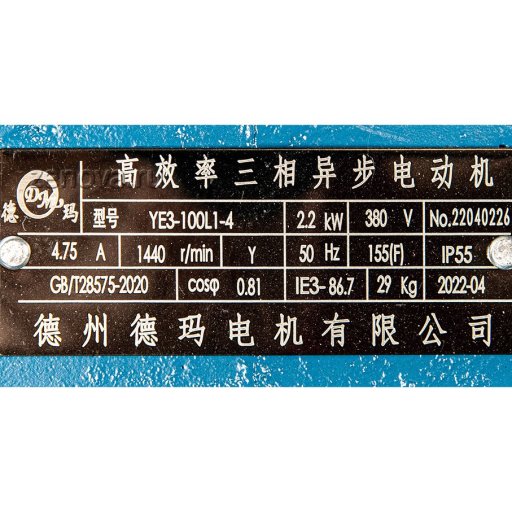 高效率三相异步电动机
DM
德 玛
型号 YE3-100L1-4 2.2 kW 380 V No.22040226
4.75 A 1440 r/min Y 50 Hz 155(F) IP55
GB/T28575-2020 cosφ 0.81 IE3-86.7 29 Kg 2022-04
德州德玛电机有限公司